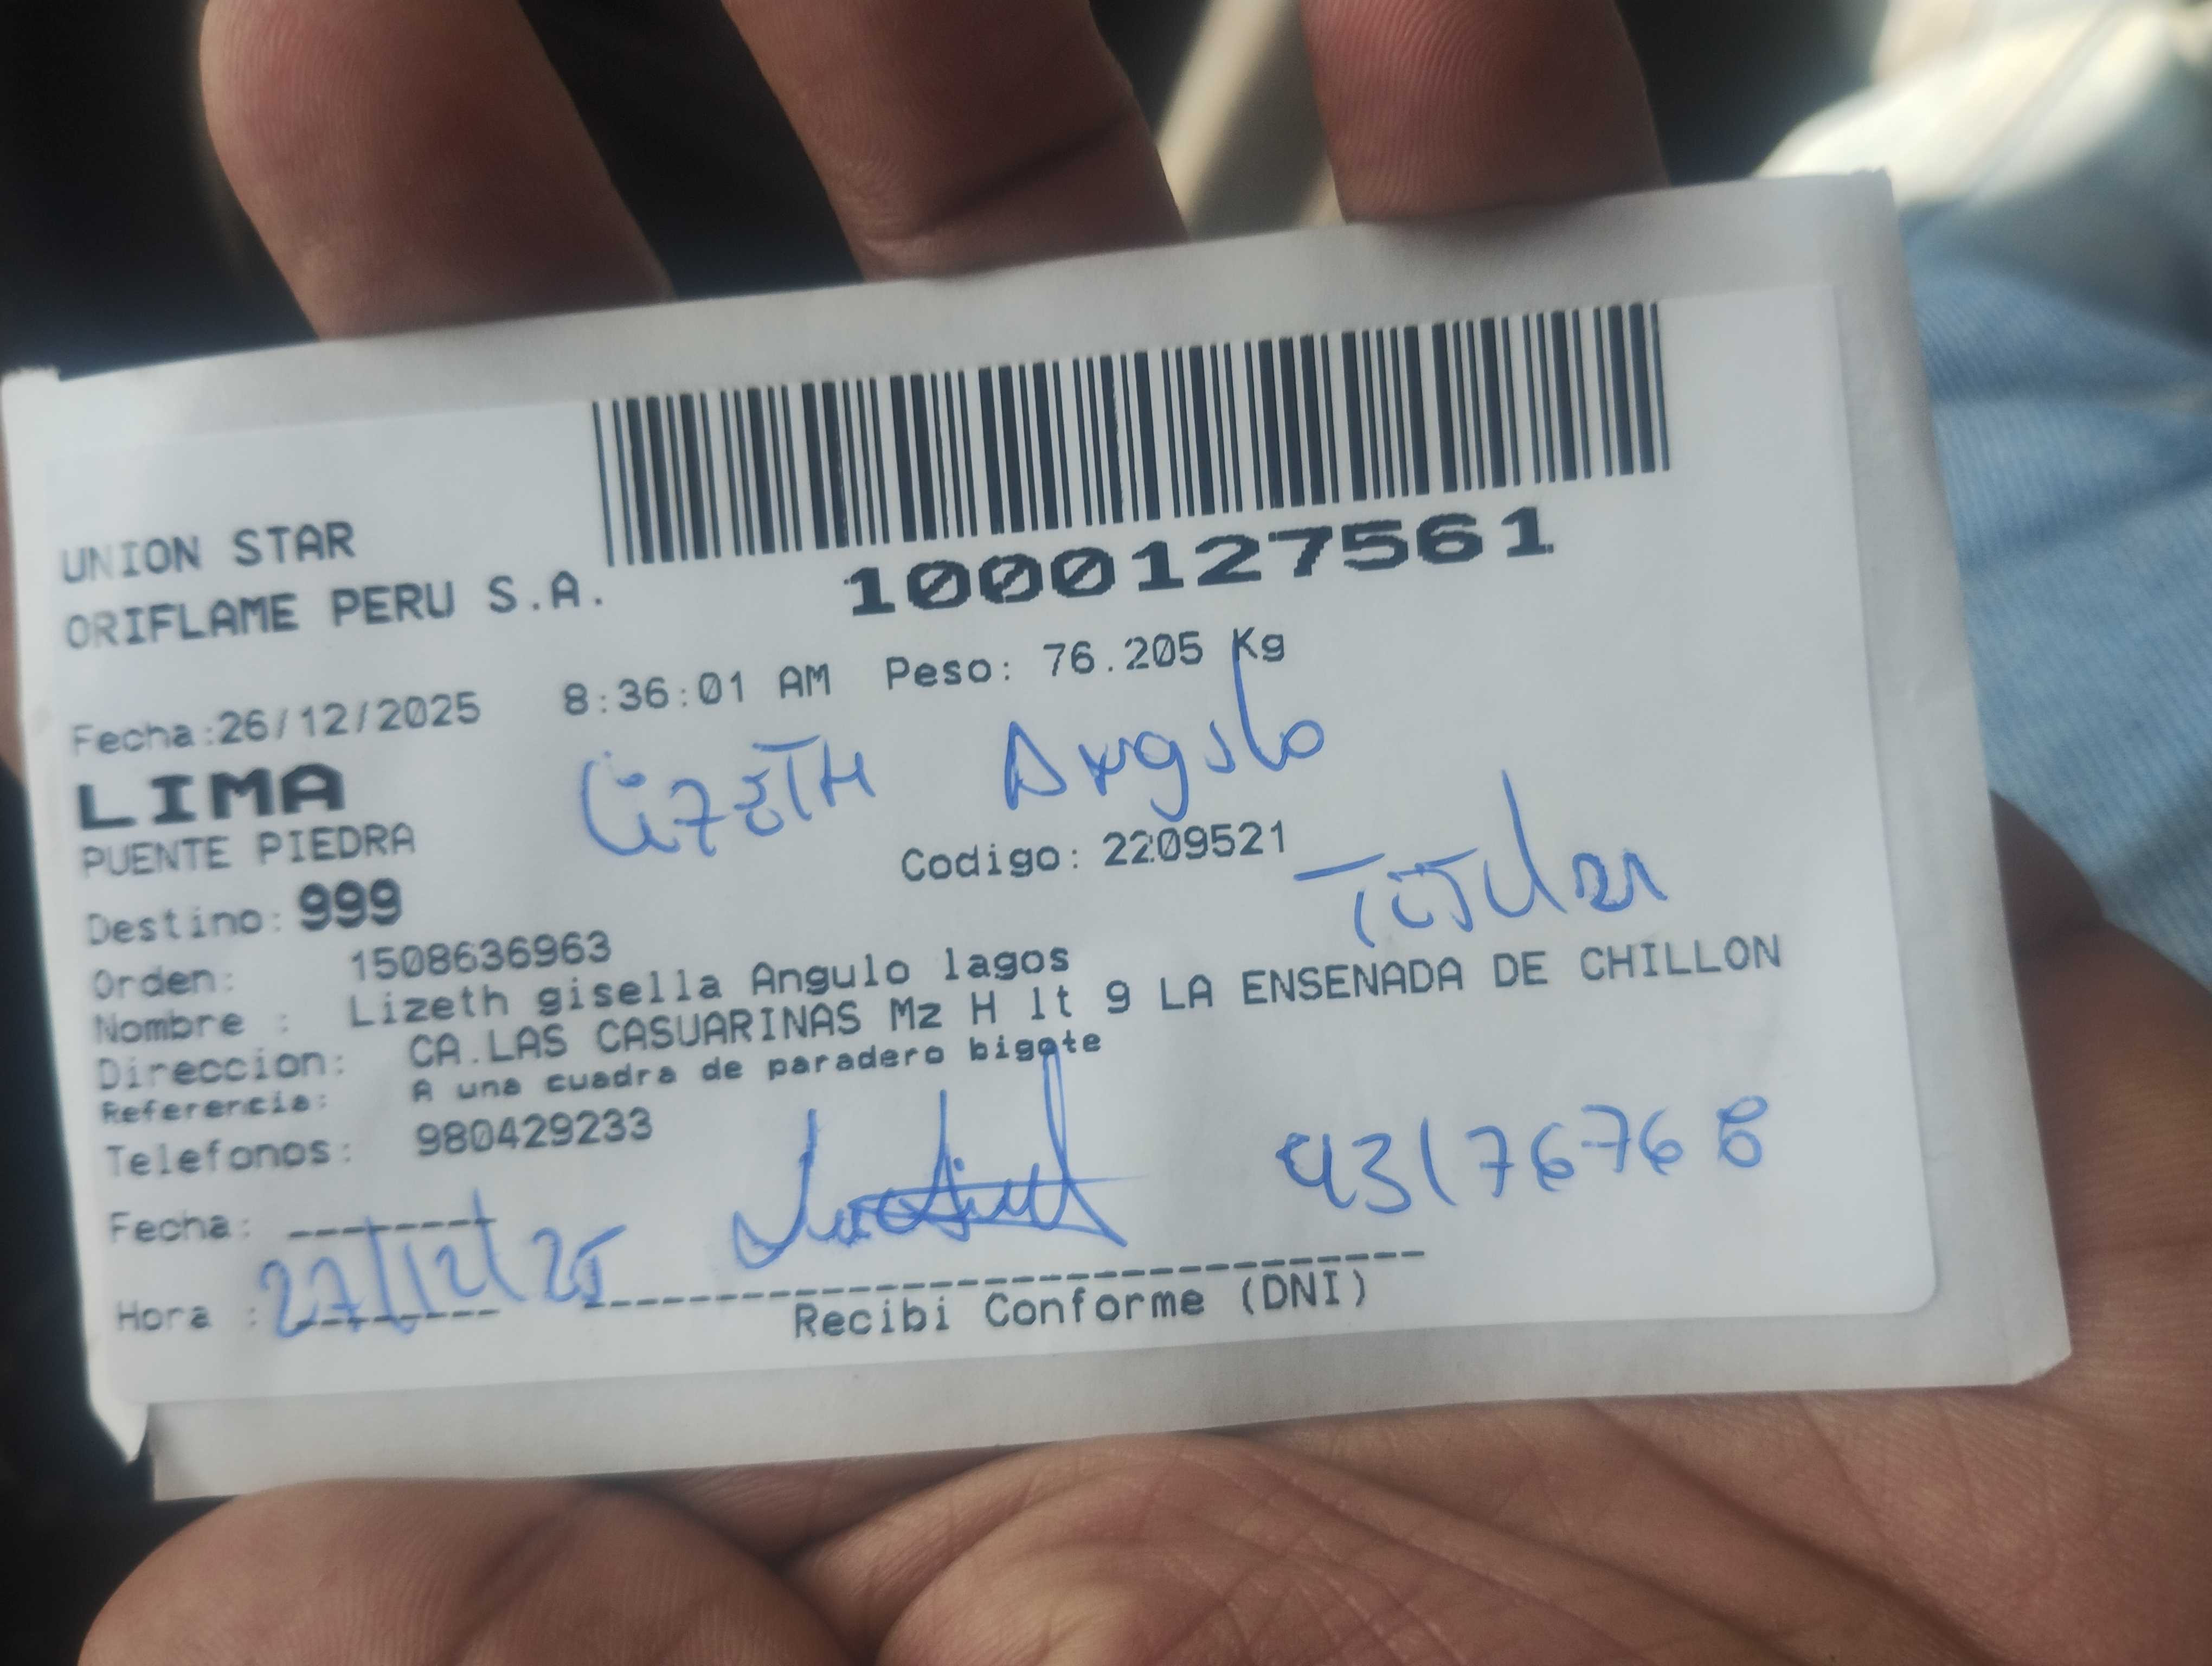 UNION STAR
ORIFLAME PERU S.A.
1000127561
Fecha:26/12/2025 8:36:01 AM Peso: 76.205 Kg
LIMA
LizETH Angulo
PUENTE PIEDRA
Codigo: 2209521
TiTular
Destino: 999
Orden: 1508636963
Nombre : Lizeth gisella Angulo lagos
Direccion: CA.LAS CASUARINAS Mz H lt 9 LA ENSENADA DE CHILLON
Referencia: A una cuadra de paradero bigote
Telefonos: 980429233
43176768
Fecha:
27/12/25
Hora :
Recibi Conforme (DNI)